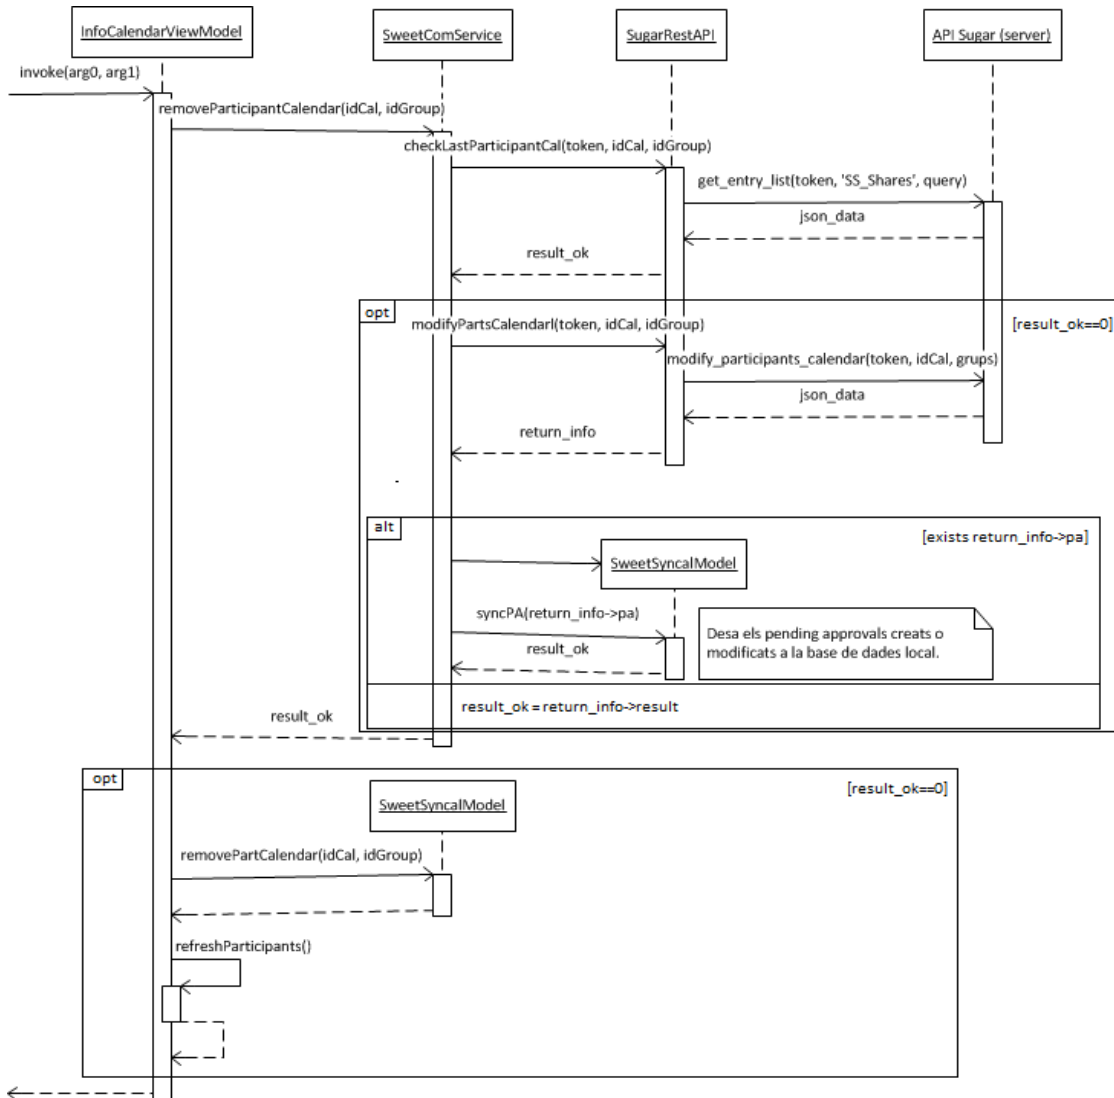 InfoCalendarViewModel
SweetComService
SugarRestAPI
API Sugar (server)
invoke(arg0, arg1)
removeParticipantCalendar(idCal, idGroup)
checkLastParticipantCal(token, idCal, idGroup)
get_entry_list(token, 'SS_Shares', query)
json_data
result_ok
opt
[result_ok==0]
modifyPartsCalendarl(token, idCal, idGroup)
modify_participants_calendar(token, idCal, grups)
json_data
return_info
alt
[exists return_info->pa]
SweetSyncalModel
syncPA(return_info->pa)
Desa els pending approvals creats o
modificats a la base de dades local.
result_ok
result_ok = return_info->result
result_ok
opt
[result_ok==0]
SweetSyncalModel
removePartCalendar(idCal, idGroup)
refreshParticipants()